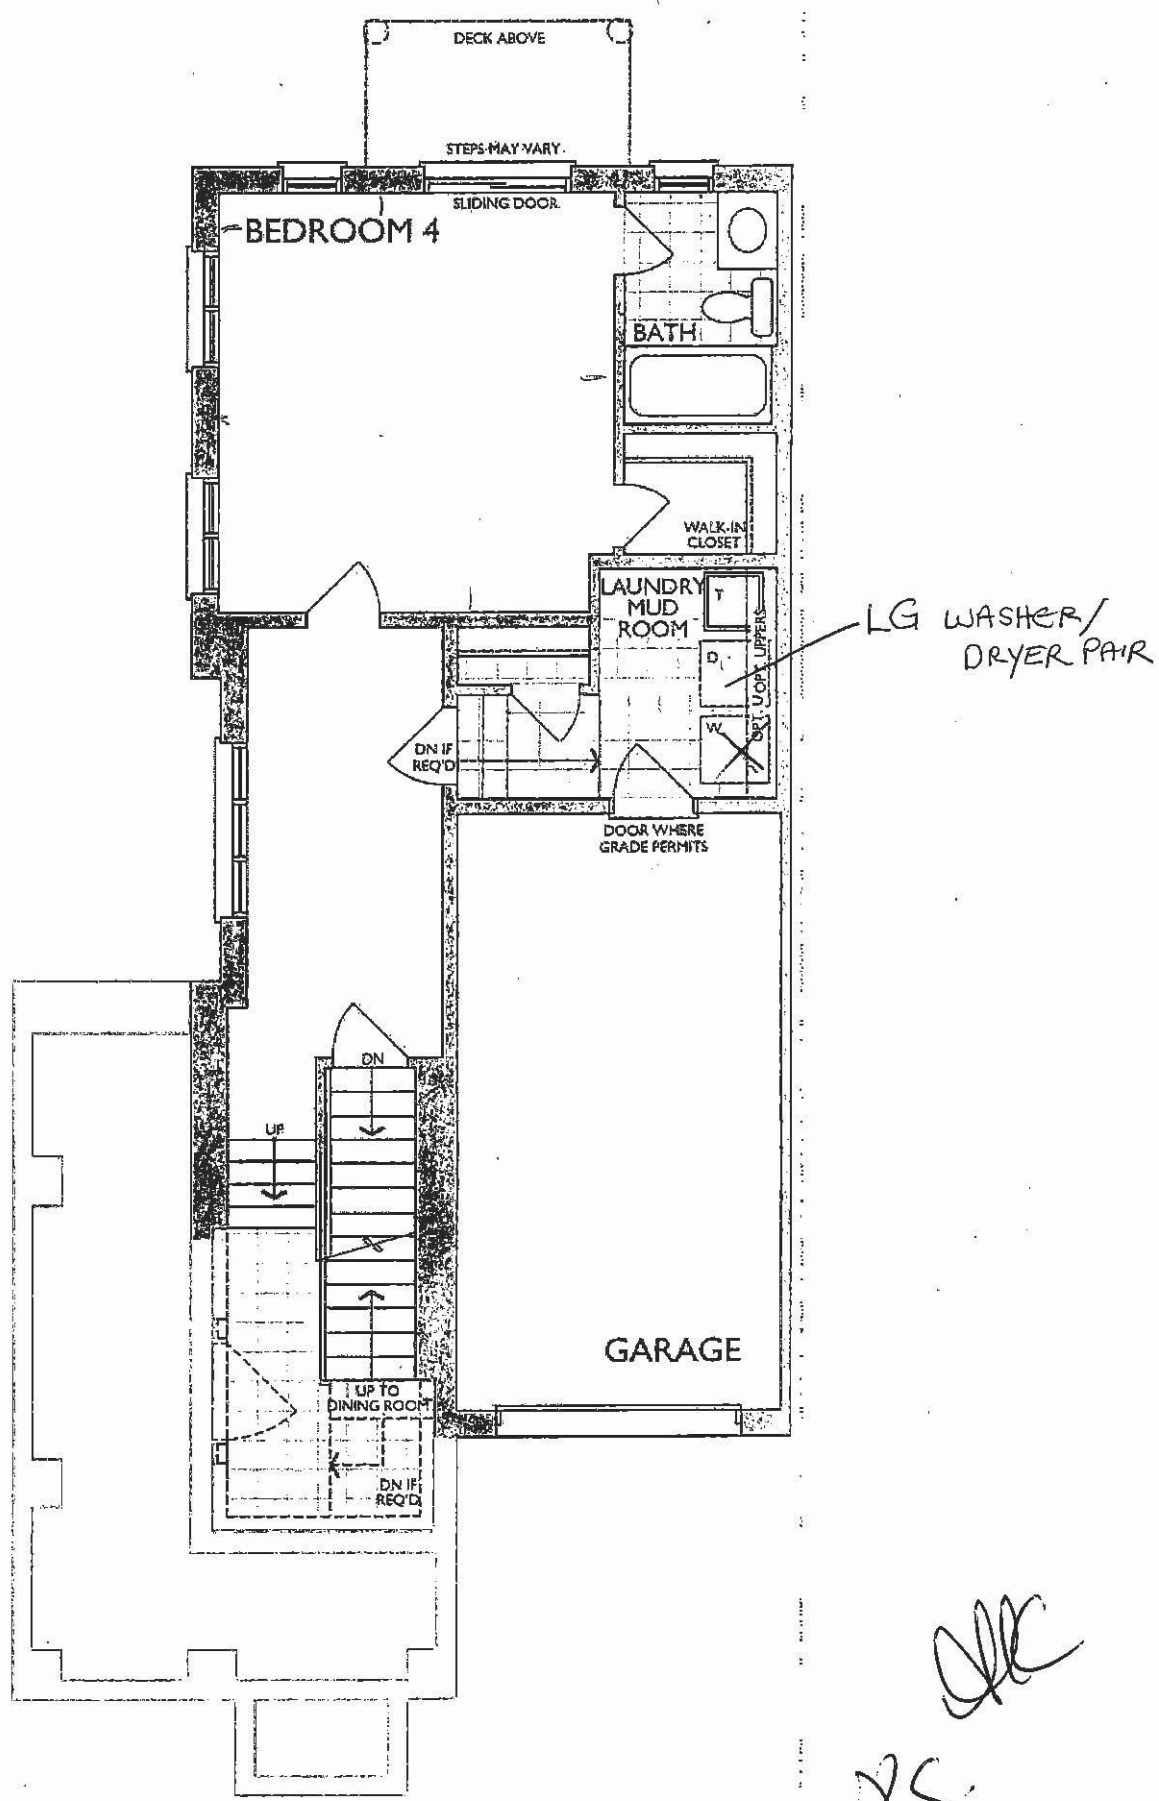 DECK ABOVE
STEPS MAY VARY
SLIDING DOOR
BEDROOM 4
BATH
WALK-IN
CLOSET
LAUNDRY
MUD
ROOM
T
D
W
OPT. UPPERS
LG WASHER/
DRYER PAIR
DN IF
REQ'D
DOOR WHERE
GRADE PERMITS
DN
UP
GARAGE
UP TO
DINING ROOM
DN IF
REQ'D